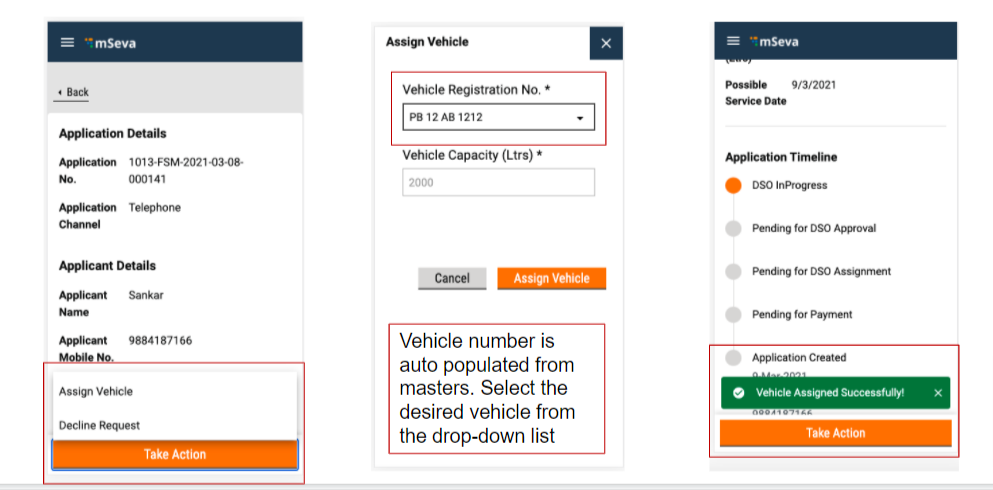 mSeva
Back
Application Details
Application 1013-FSM-2021-03-08-
No. 000141
Application Telephone
Channel
Applicant Details
Applicant Sankar
Name
Applicant 9884187166
Mobile No.
Assign Vehicle
Decline Request
Take Action
Assign Vehicle
Vehicle Registration No. *
PB 12 AB 1212
Vehicle Capacity (Ltrs) *
2000
Cancel Assign Vehicle
Vehicle number is
auto populated from
masters. Select the
desired vehicle from
the drop-down list
mSeva
(Ltrs)
Possible 9/3/2021
Service Date
Application Timeline
DSO InProgress
Pending for DSO Approval
Pending for DSO Assignment
Pending for Payment
Application Created
9-Mar-2021
Vehicle Assigned Successfully!
9884187166
Take Action